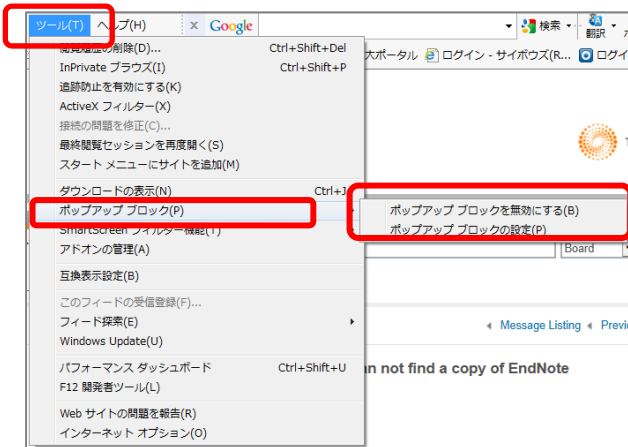 ツール(T) ヘルプ(H) x Google 検索 翻訳
閲覧履歴の削除(D)... Ctrl+Shift+Del
大ポータル ログイン - サイボウズ(R... ログイ
InPrivate ブラウズ(I) Ctrl+Shift+P
追跡防止を有効にする(K)
ActiveX フィルター(X)
接続の問題を修正(C)...
最終閲覧セッションを再度開く(S)
スタート メニューにサイトを追加(M)
ダウンロードの表示(N) Ctrl+J
ポップアップ ブロック(P)
ポップアップ ブロックを無効にする(B)
ポップアップ ブロックの設定(P)
SmartScreen フィルター機能(T)
Board
アドオンの管理(A)
互換表示設定(B)
このフィードの受信登録(F)...
フィード探索(E)
Message Listing Previ
Windows Update(U)
パフォーマンス ダッシュボード Ctrl+Shift+U
n not find a copy of EndNote
F12 開発者ツール(L)
Web サイトの問題を報告(R)
インターネット オプション(O)